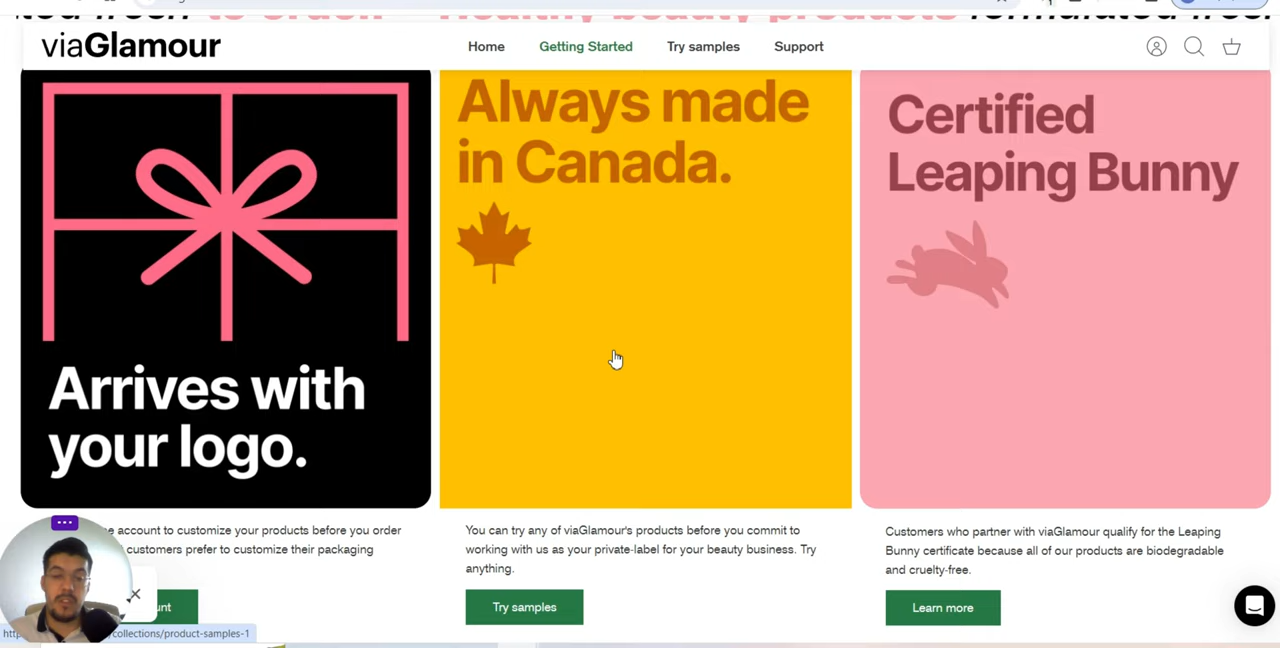 Healthy beauty products formulated
viaGlamour
Home
Getting Started
Try samples
Support
Arrives with
your logo.
Always made
in Canada.
Certified
Leaping Bunny
account to customize your products before you order
customers prefer to customize their packaging
You can try any of viaGlamour's products before you commit to
working with us as your private-label for your beauty business. Try
anything.
Try samples
Customers who partner with viaGlamour qualify for the Leaping
Bunny certificate because all of our products are biodegradable
and cruelty-free.
Learn more
/collections/product-samples-1